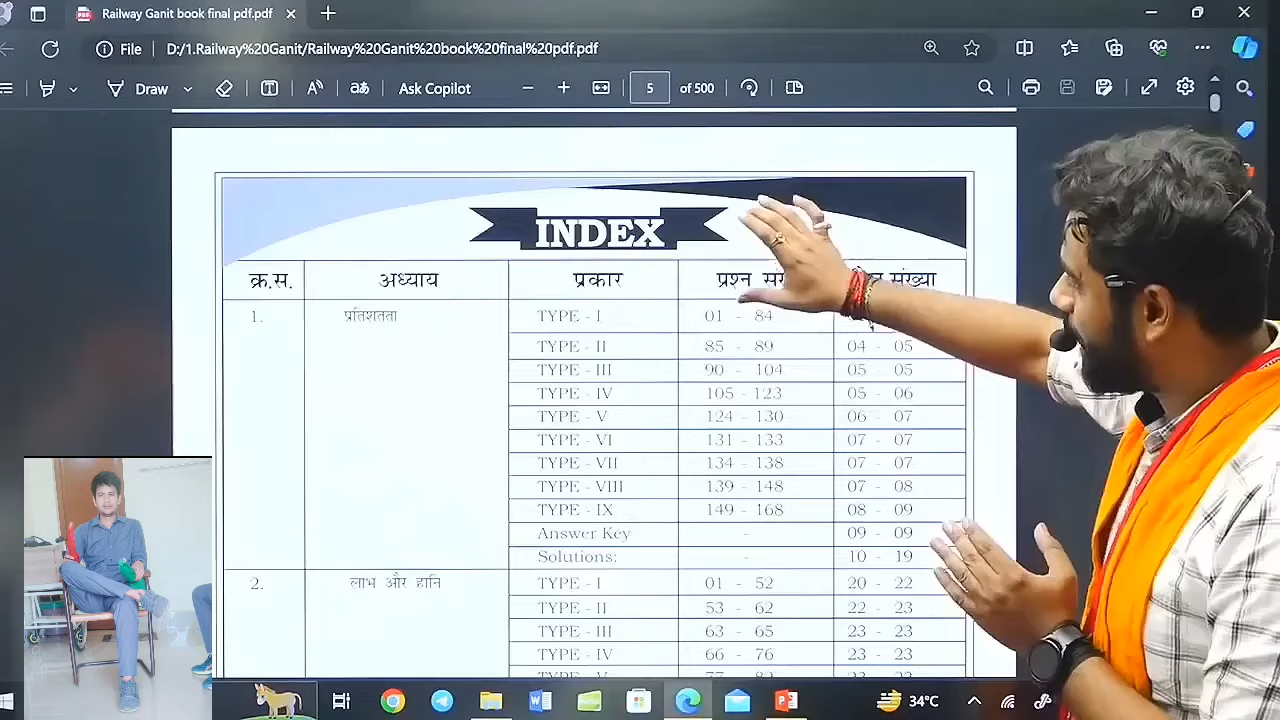 Railway Ganit book final pdf.pdf
File | D:/1.Railway%20Ganit/Railway%20Ganit%20book%20final%20pdf.pdf
Draw Ask Copilot 5 of 500
INDEX
क्र.स. अध्याय प्रकार प्रश्न संख्या
1. प्रतिशतता TYPE - I 01 - 84
TYPE - II 85 - 89 04 - 05
TYPE - III 90 - 104 05 - 05
TYPE - IV 105 - 123 05 - 06
TYPE - V 124 - 130 06 - 07
TYPE - VI 131 - 133 07 - 07
TYPE - VII 134 - 138 07 - 07
TYPE - VIII 139 - 148 07 - 08
TYPE - IX 149 - 168 08 - 09
Answer Key - 09 - 09
Solutions: - 10 - 19
2. लाभ और हानि TYPE - I 01 - 52 20 - 22
TYPE - II 53 - 62 22 - 23
TYPE - III 63 - 65 23 - 23
TYPE - IV 66 - 76 23 - 23
34°C